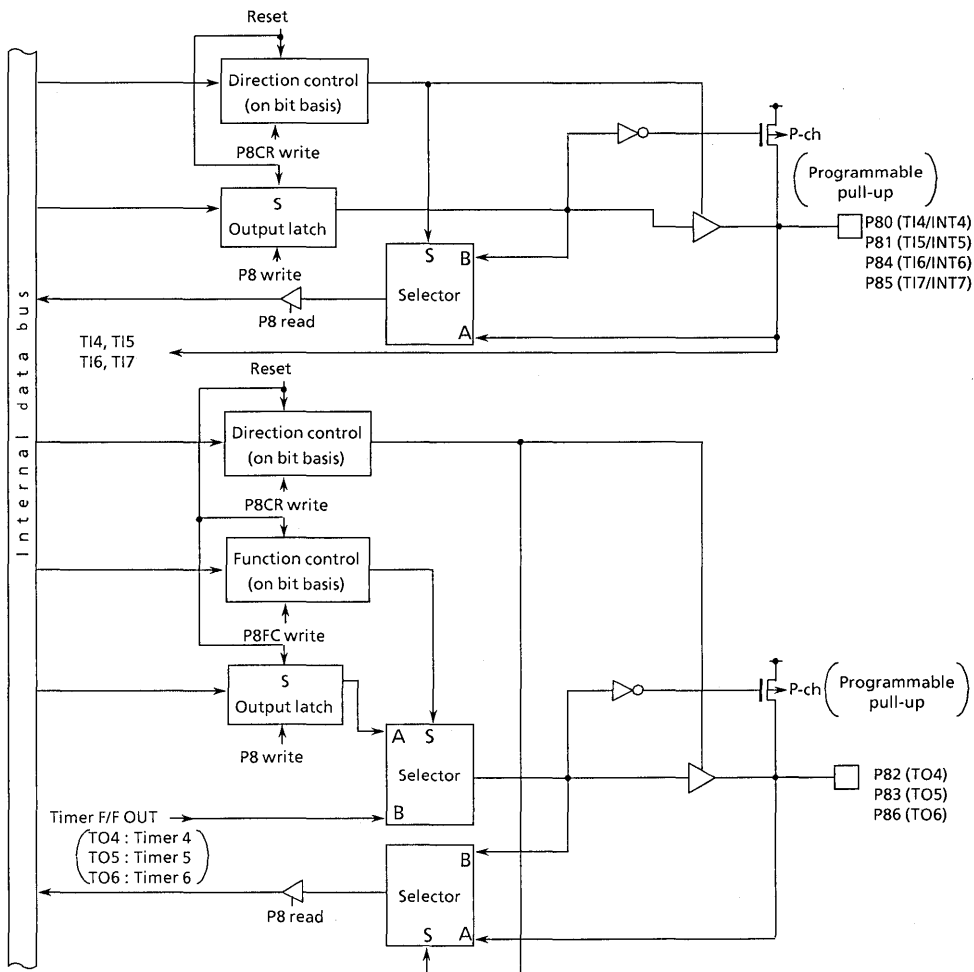 Reset
Direction control
(on bit basis)
P8CR write
S
Output latch
P8 write
P-ch
(Programmable
pull-up)
P80 (TI4/INT4)
P81 (TI5/INT5)
P84 (TI6/INT6)
P85 (TI7/INT7)
S B
Selector
A
P8 read
TI4, TI5
TI6, TI7
Internal data bus
Reset
Direction control
(on bit basis)
P8CR write
Function control
(on bit basis)
P8FC write
S
Output latch
P8 write
A S
Selector
B
P-ch
(Programmable
pull-up)
P82 (TO4)
P83 (TO5)
P86 (TO6)
Timer F/F OUT
(TO4 : Timer 4
TO5 : Timer 5
TO6 : Timer 6)
B
Selector
S A
P8 read